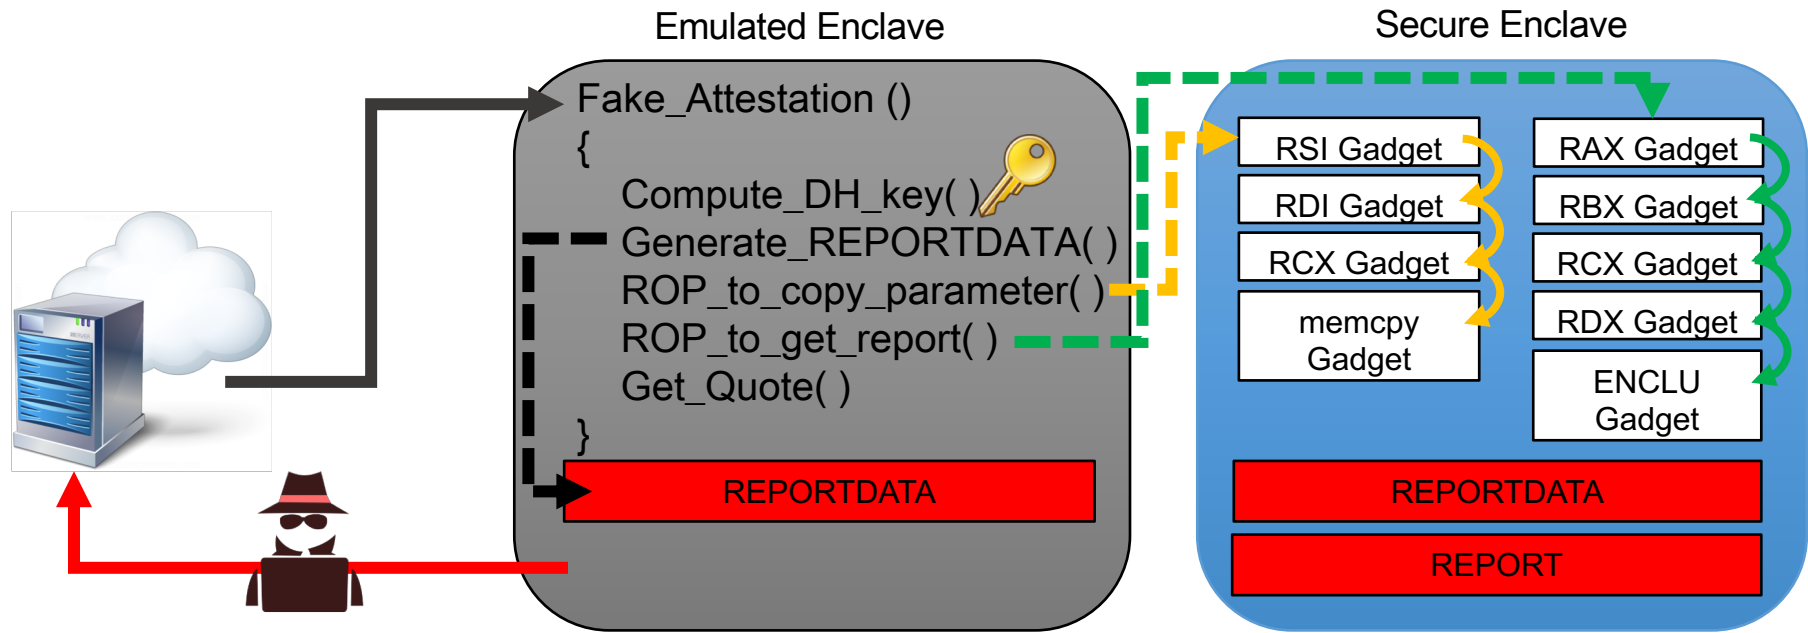 Emulated Enclave
Secure Enclave
Fake_Attestation ()
{
Compute_DH_key( )
Generate_REPORTDATA( )
ROP_to_copy_parameter( )
ROP_to_get_report( )
Get_Quote( )
}
REPORTDATA
RSI Gadget
RDI Gadget
RCX Gadget
memcpy
Gadget
RAX Gadget
RBX Gadget
RCX Gadget
RDX Gadget
ENCLU
Gadget
REPORTDATA
REPORT